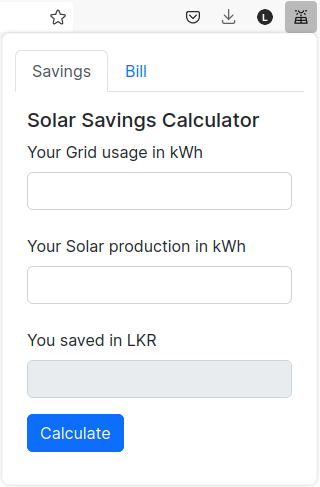 L
Savings
Bill
Solar Savings Calculator
Your Grid usage in kWh
Your Solar production in kWh
You saved in LKR
Calculate